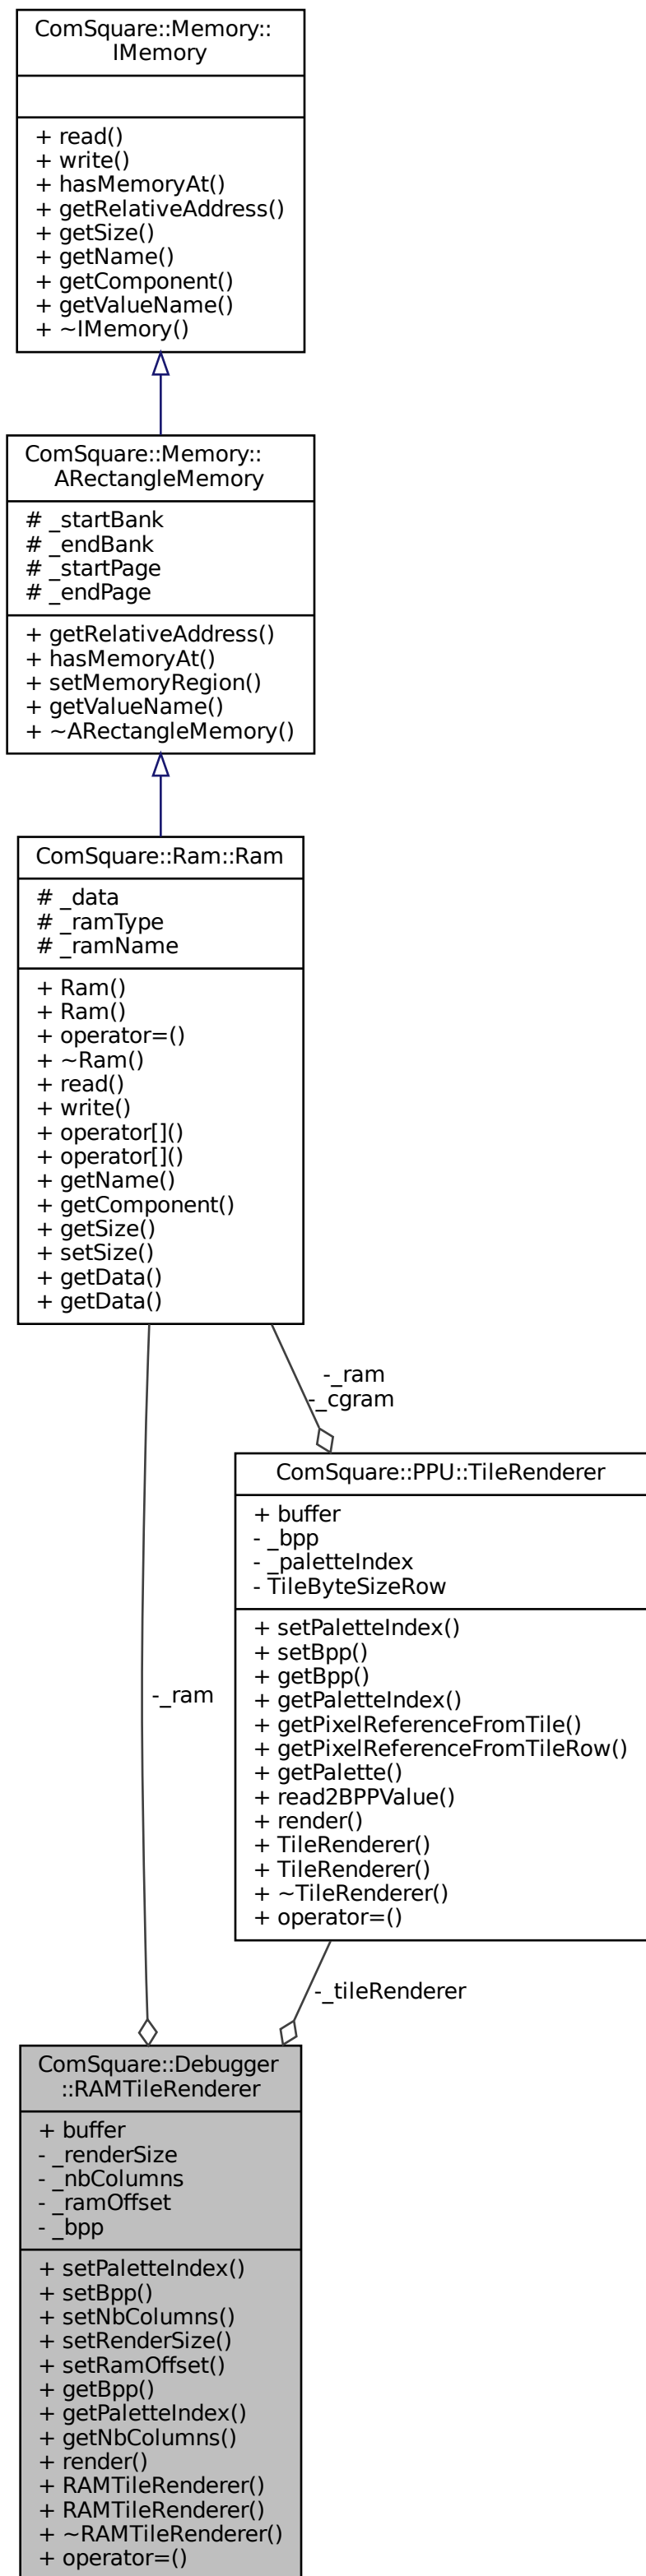 ComSquare::Memory::
IMemory
+ read()
+ write()
+ hasMemoryAt()
+ getRelativeAddress()
+ getSize()
+ getName()
+ getComponent()
+ getValueName()
+ ~IMemory()
ComSquare::Memory::
ARectangleMemory
# _startBank
# _endBank
# _startPage
# _endPage
+ getRelativeAddress()
+ hasMemoryAt()
+ setMemoryRegion()
+ getValueName()
+ ~ARectangleMemory()
ComSquare::Ram::Ram
# _data
# _ramType
# _ramName
+ Ram()
+ Ram()
+ operator=()
+ ~Ram()
+ read()
+ write()
+ operator[]()
+ operator[]()
+ getName()
+ getComponent()
+ getSize()
+ setSize()
+ getData()
+ getData()
-_ram
-_cgram
ComSquare::PPU::TileRenderer
+ buffer
- _bpp
- _paletteIndex
- TileByteSizeRow
+ setPaletteIndex()
+ setBpp()
+ getBpp()
+ getPaletteIndex()
+ getPixelReferenceFromTile()
+ getPixelReferenceFromTileRow()
+ getPalette()
+ read2BPPValue()
+ render()
+ TileRenderer()
+ TileRenderer()
+ ~TileRenderer()
+ operator=()
-_ram
-_tileRenderer
ComSquare::Debugger
::RAMTileRenderer
+ buffer
- _renderSize
- _nbColumns
- _ramOffset
- _bpp
+ setPaletteIndex()
+ setBpp()
+ setNbColumns()
+ setRenderSize()
+ setRamOffset()
+ getBpp()
+ getPaletteIndex()
+ getNbColumns()
+ render()
+ RAMTileRenderer()
+ RAMTileRenderer()
+ ~RAMTileRenderer()
+ operator=()